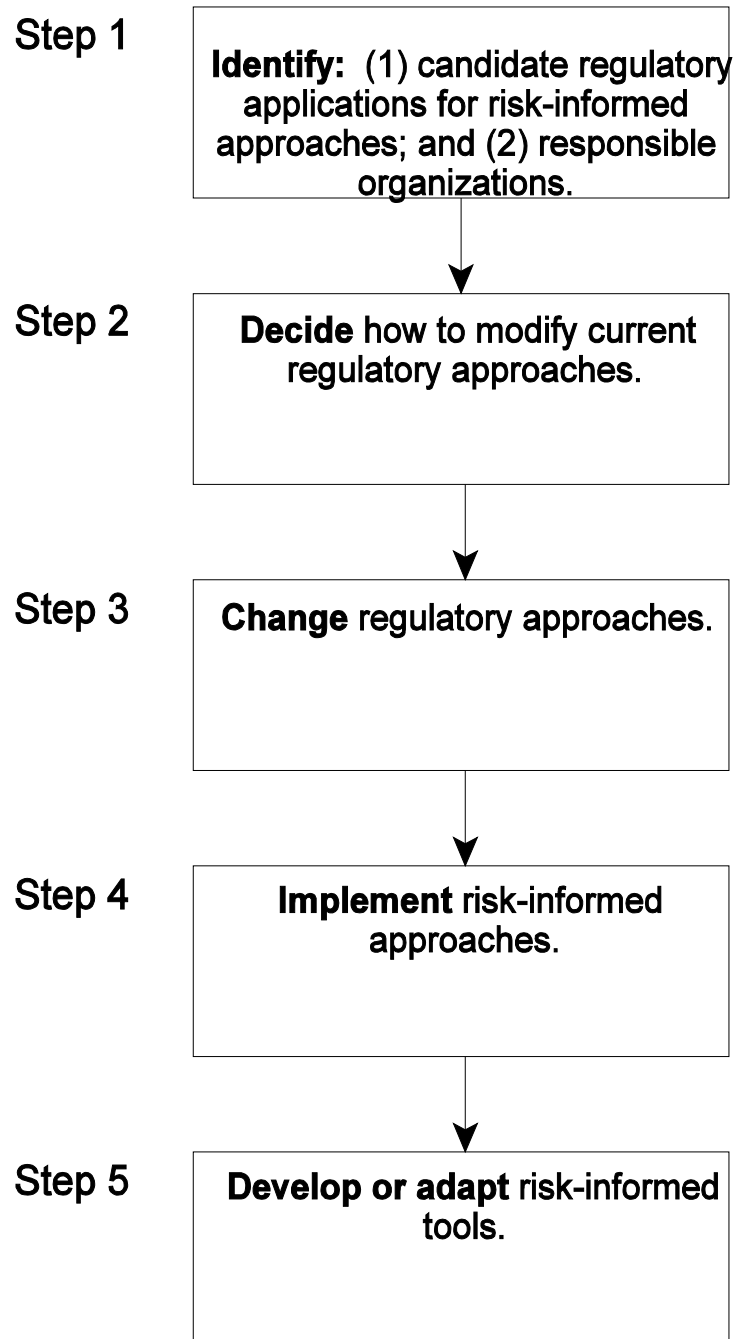 Step 1
Identify: (1) candidate regulatory
applications for risk-informed
approaches; and (2) responsible
organizations.
Step 2
Decide how to modify current
regulatory approaches.
Step 3
Change regulatory approaches.
Step 4
Implement risk-informed
approaches.
Step 5
Develop or adapt risk-informed
tools.